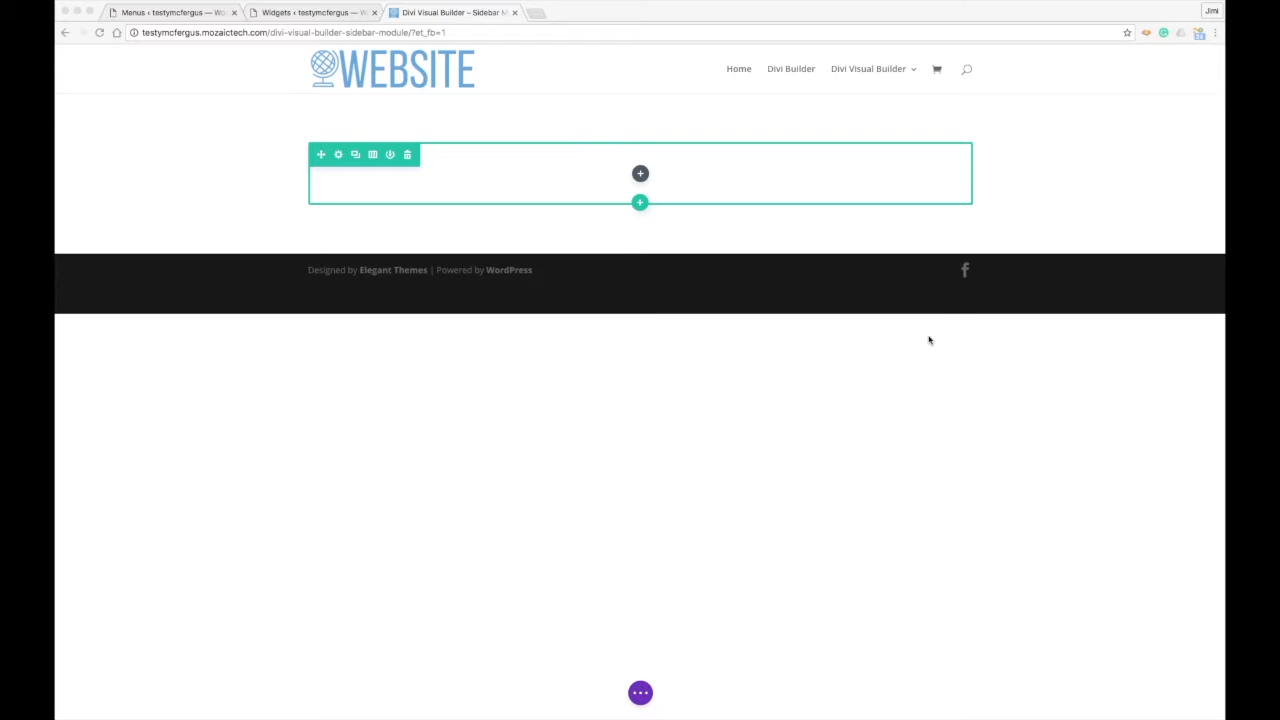 Menus ‹ testymcfergus — Wo
Widgets ‹ testymcfergus — W
Divi Visual Builder – Sidebar M
Jimi
testymcfergus.mozaictech.com/divi-visual-builder-sidebar-module/?et_fb=1
WEBSITE
Home
Divi Builder
Divi Visual Builder
Designed by Elegant Themes | Powered by WordPress